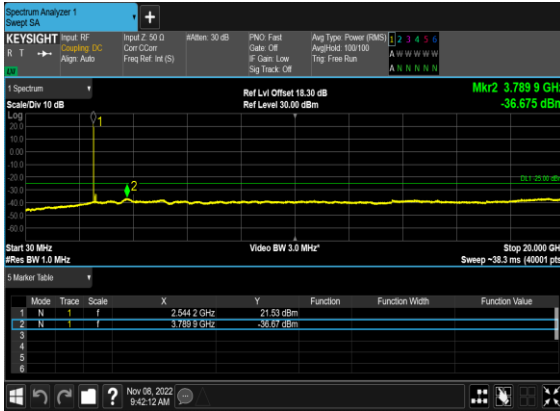 Spectrum Analyzer 1
Swept SA
+
KEYSIGHT Input: RF Input Z: 50 Ω #Atten: 30 dB PNO: Fast Avg Type: Power (RMS) 1 2 3 4 5 6
R T Coupling: DC Corr CCorr Gate: Off Avg|Hold: 100/100 A W W W W W
Align: Auto Freq Ref: Int (S) IF Gain: Low Trig: Free Run
LXI Sig Track: Off A N N N N N
1 Spectrum Ref Lvl Offset 18.30 dB Mkr2 3.789 9 GHz
Scale/Div 10 dB Ref Level 30.00 dBm -36.675 dBm
Log
20.0
10.0
0.00
-10.0
-20.0
-30.0
-40.0
-50.0
-60.0
1
2
DL1 -25.00 dBm
Start 30 MHz Video BW 3.0 MHz* Stop 20.000 GHz
#Res BW 1.0 MHz Sweep ~38.3 ms (40001 pts)
5 Marker Table
Mode Trace Scale X Y Function Function Width Function Value
1 N 1 f 2.544 2 GHz 21.53 dBm
2 N 1 f 3.789 9 GHz -36.67 dBm
3
4
5
6
? Nov 08, 2022
9:42:12 AM